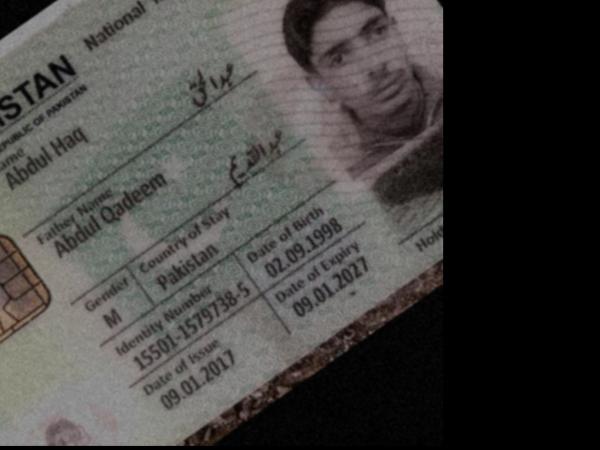 National
ISTAN
REPUBLIC OF PAKISTAN
Abdul Haq
عبدالحق
Father Name
Abdul Qadeem
عبدالقدیم
Gender
M
Country of Stay
Pakistan
Identity Number
15501-1579738-5
Date of Birth
02.09.1998
Date of Issue
09.01.2017
Date of Expiry
09.01.2027